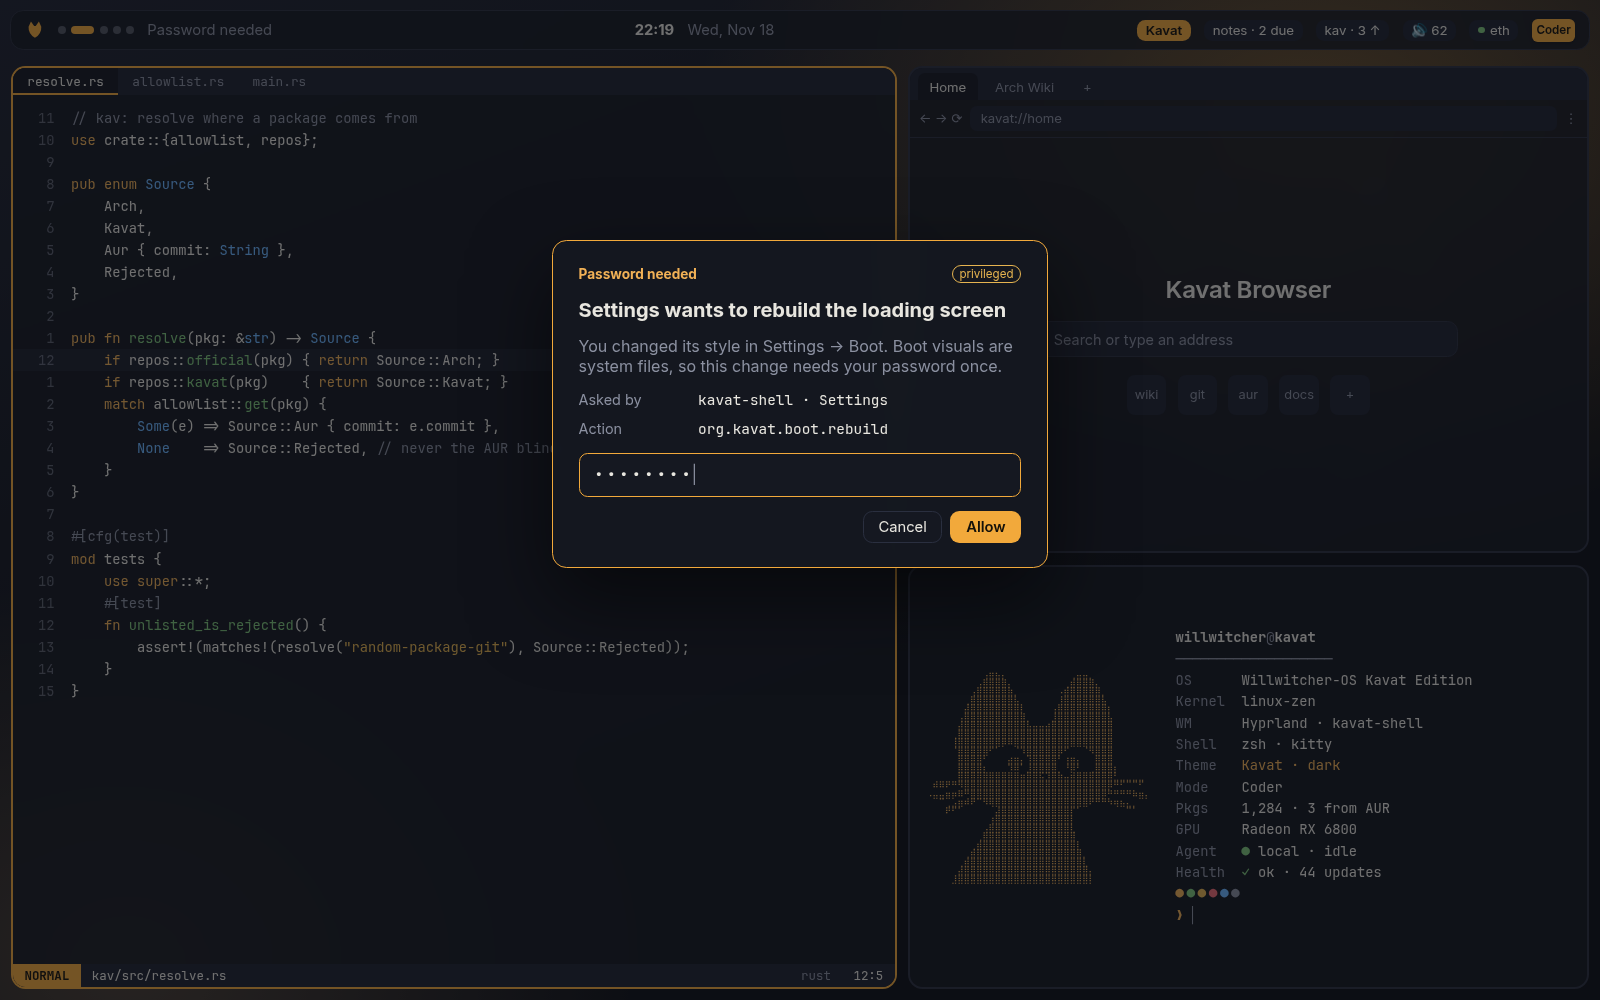 Password needed
22:19 Wed, Nov 18
Kavat
notes · 2 due
kav · 3 ↑
62
eth
Coder
resolve.rs allowlist.rs main.rs
11 // kav: resolve where a package comes from
10 use crate::{allowlist, repos};
9
8 pub enum Source {
7 Arch,
6 Kavat,
5 Aur { commit: String },
4 Rejected,
3 }
2
1 pub fn resolve(pkg: &str) -> Source {
12 if repos::official(pkg) { return Source::Arch; }
1 if repos::kavat(pkg) { return Source::Kavat; }
2 match allowlist::get(pkg) {
3 Some(e) => Source::Aur { commit: e.commit },
4 None => Source::Rejected, // never the AUR blin
5 }
6 }
7
8 #[cfg(test)]
9 mod tests {
10 use super::*;
11 #[test]
12 fn unlisted_is_rejected() {
13 assert!(matches!(resolve("random-package-git"), Source::Rejected));
14 }
15 }
NORMAL kav/src/resolve.rs rust 12:5
Home Arch Wiki +
← → ⟳ kavat://home ⋮
Kavat Browser
Search or type an address
wiki git aur docs +
Password needed privileged
Settings wants to rebuild the loading screen
You changed its style in Settings → Boot. Boot visuals are
system files, so this change needs your password once.
Asked by kavat-shell · Settings
Action org.kavat.boot.rebuild
••••••••
Cancel Allow
willwitcher@kavat
OS Willwitcher-OS Kavat Edition
Kernel linux-zen
WM Hyprland · kavat-shell
Shell zsh · kitty
Theme Kavat · dark
Mode Coder
Pkgs 1,284 · 3 from AUR
GPU Radeon RX 6800
Agent ● local · idle
Health ✓ ok · 44 updates
❯